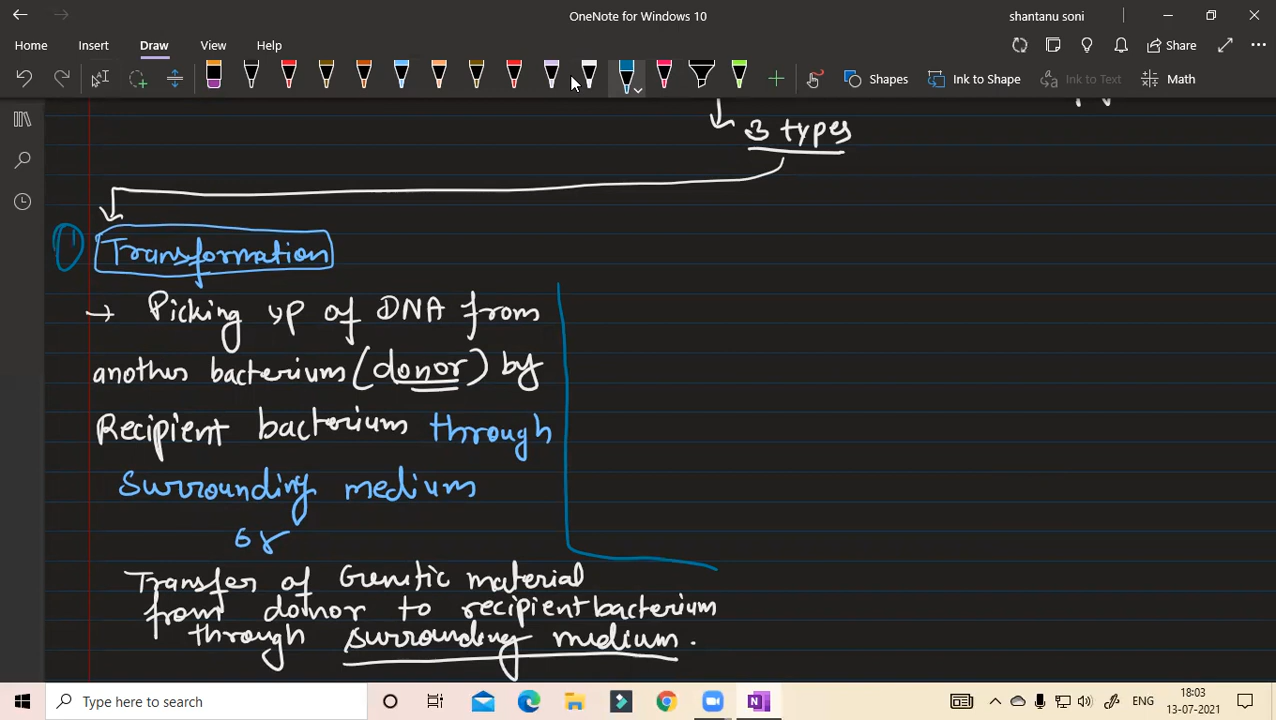 OneNote for Windows 10
shantanu soni
Home Insert Draw View Help
Share
Shapes
Ink to Shape
Ink to Text
Math
3 types
1 Transformation
→ Picking up of DNA from
another bacterium (donor) by
Recipient bacterium through
Surrounding medium
or
Transfer of Genitic material
from donor to recipient bacterium
through surrounding medium.
Type here to search
ENG
18:03
13-07-2021